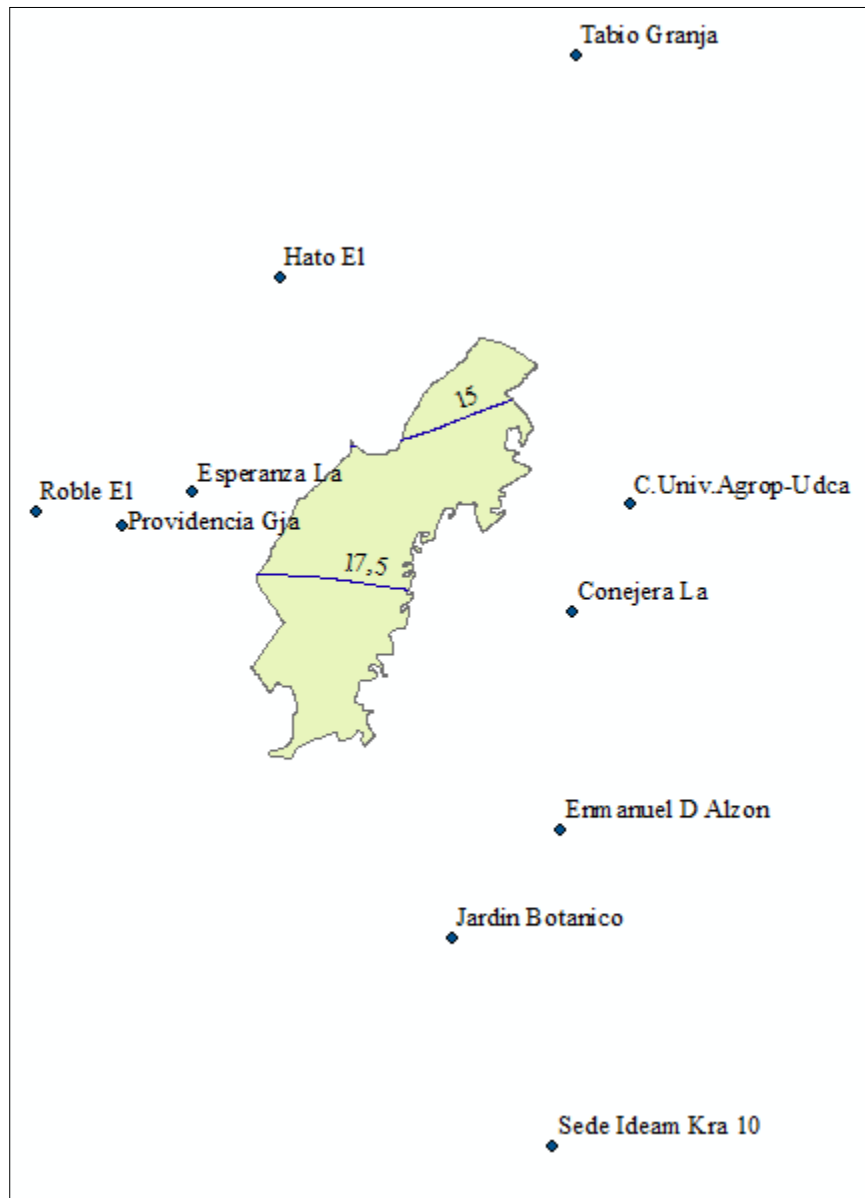 Tabio Granja
Hato El
15
Esperanza La
Roble El
C.Univ.Agrop-Udca
Providencia Gja
17,5
Conejera La
Enmanuel D Alzon
Jardin Botanico
Sede Ideam Kra 10